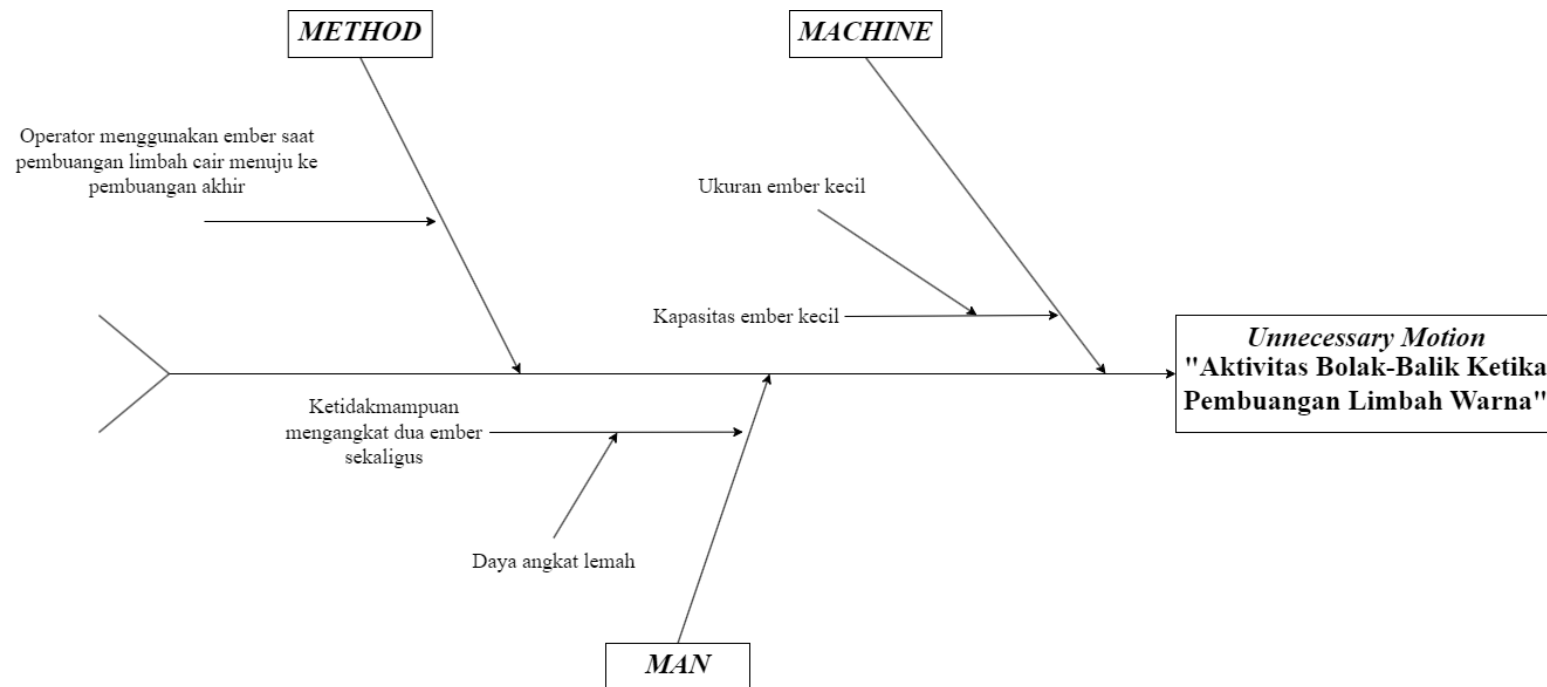 METHOD
MACHINE
Operator menggunakan ember saat
pembuangan limbah cair menuju ke
pembuangan akhir
Ukuran ember kecil
Kapasitas ember kecil
Unnecessary Motion
"Aktivitas Bolak-Balik Ketika
Pembuangan Limbah Warna"
Ketidakmampuan
mengangkat dua ember
sekaligus
Daya angkat lemah
MAN